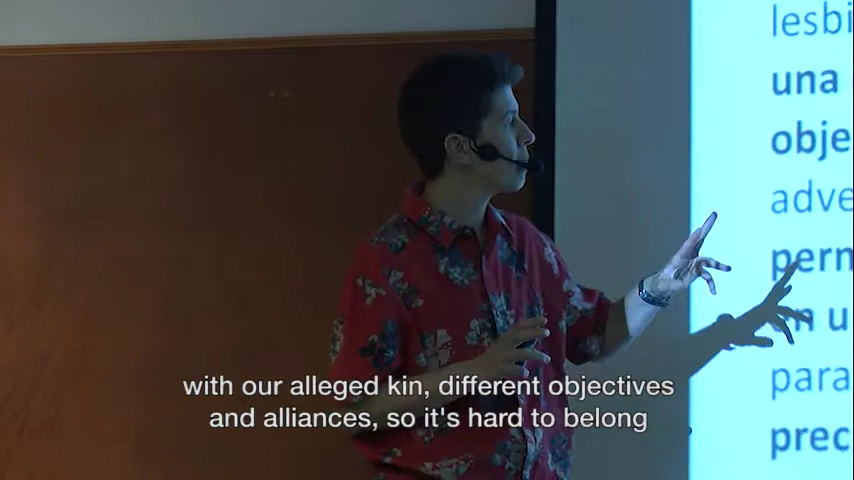 lesbi
una
obje
adve
perm
en u
para
prec
with our alleged kin, different objectives
and alliances, so it's hard to belong